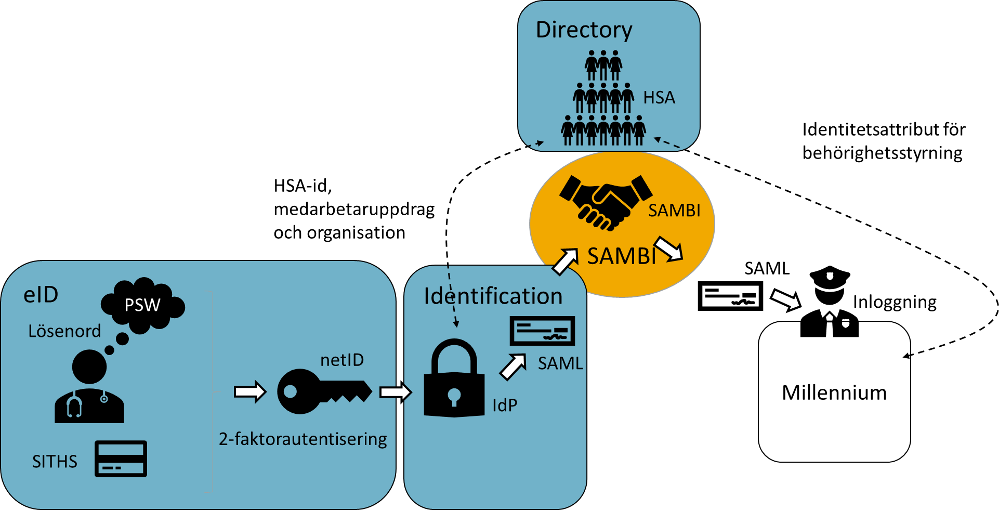 Directory
HSA
Identitetsattribut för
behörighetsstyrning
HSA-id,
medarbetaruppdrag
och organisation
SAMBI
SAMBI
eID
PSW
Lösenord
netID
2-faktorautentisering
SITHS
Identification
SAML
IdP
SAML
Inloggning
Millennium